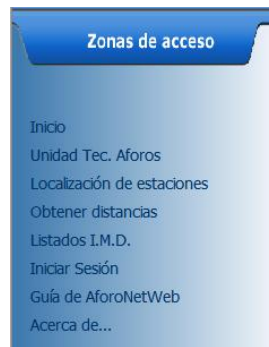 Zonas de acceso
Inicio
Unidad Tec. Aforos
Localización de estaciones
Obtener distancias
Listados I.M.D.
Iniciar Sesión
Guía de AforoNetWeb
Acerca de...